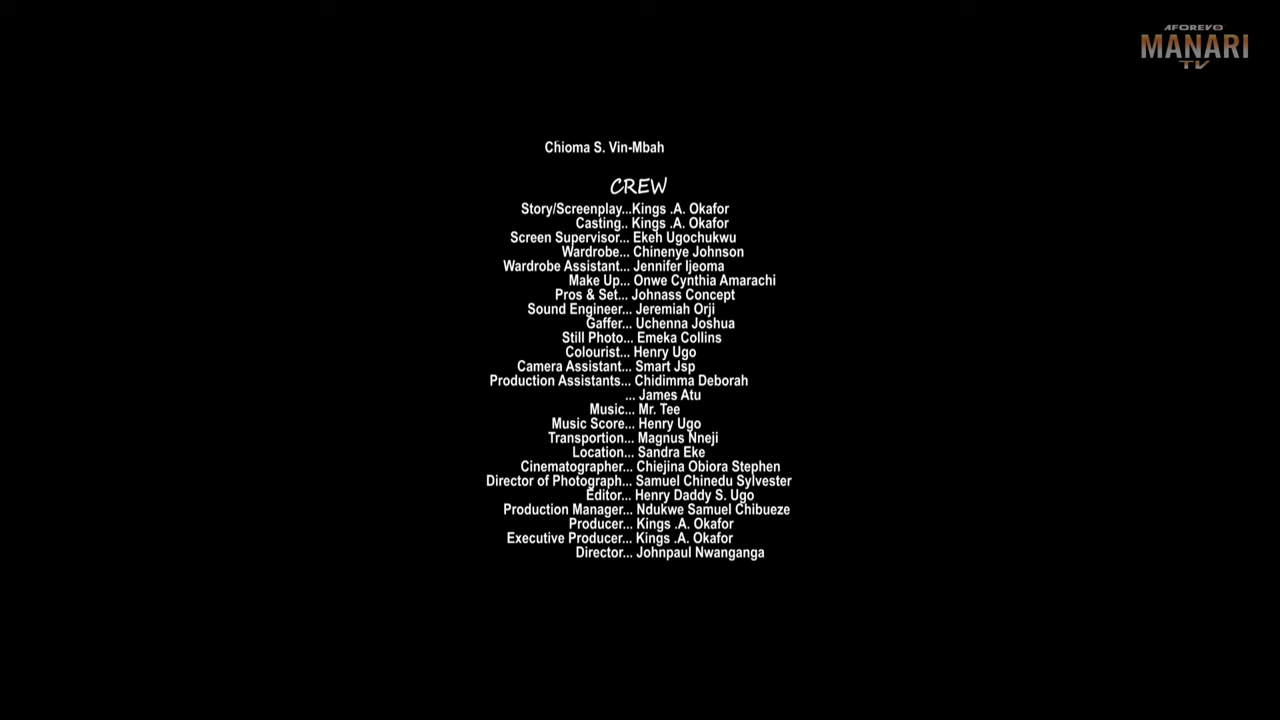 AFOREVO
MANARI
TV
Chioma S. Vin-Mbah
CREW
Story/Screenplay...Kings .A. Okafor
Casting.. Kings .A. Okafor
Screen Supervisor... Ekeh Ugochukwu
Wardrobe... Chinenye Johnson
Wardrobe Assistant... Jennifer Ijeoma
Make Up... Onwe Cynthia Amarachi
Pros & Set... Johnass Concept
Sound Engineer... Jeremiah Orji
Gaffer... Uchenna Joshua
Still Photo... Emeka Collins
Colourist... Henry Ugo
Camera Assistant... Smart Jsp
Production Assistants... Chidimma Deborah
... James Atu
Music... Mr. Tee
Music Score... Henry Ugo
Transportion... Magnus Nneji
Location... Sandra Eke
Cinematographer... Chiejina Obiora Stephen
Director of Photograph... Samuel Chinedu Sylvester
Editor... Henry Daddy S. Ugo
Production Manager... Ndukwe Samuel Chibueze
Producer... Kings .A. Okafor
Executive Producer... Kings .A. Okafor
Director... Johnpaul Nwanganga